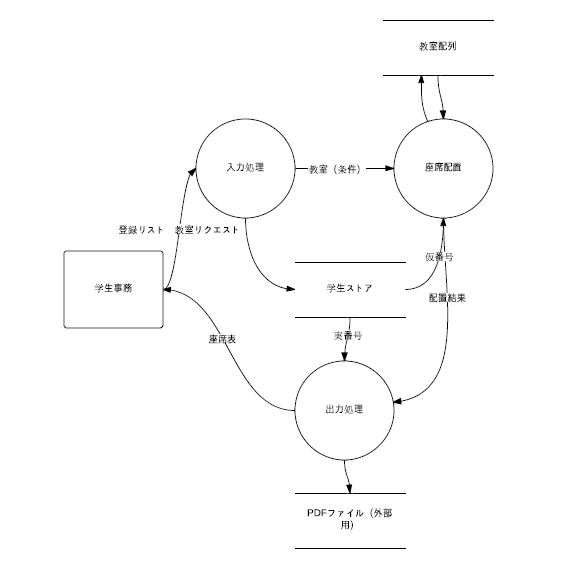 教室配列
入力処理
教室（条件）
座席配置
登録リスト 教室リクエスト
仮番号
学生事務
学生ストア
配置結果
実番号
座席表
出力処理
PDFファイル（外部
用）